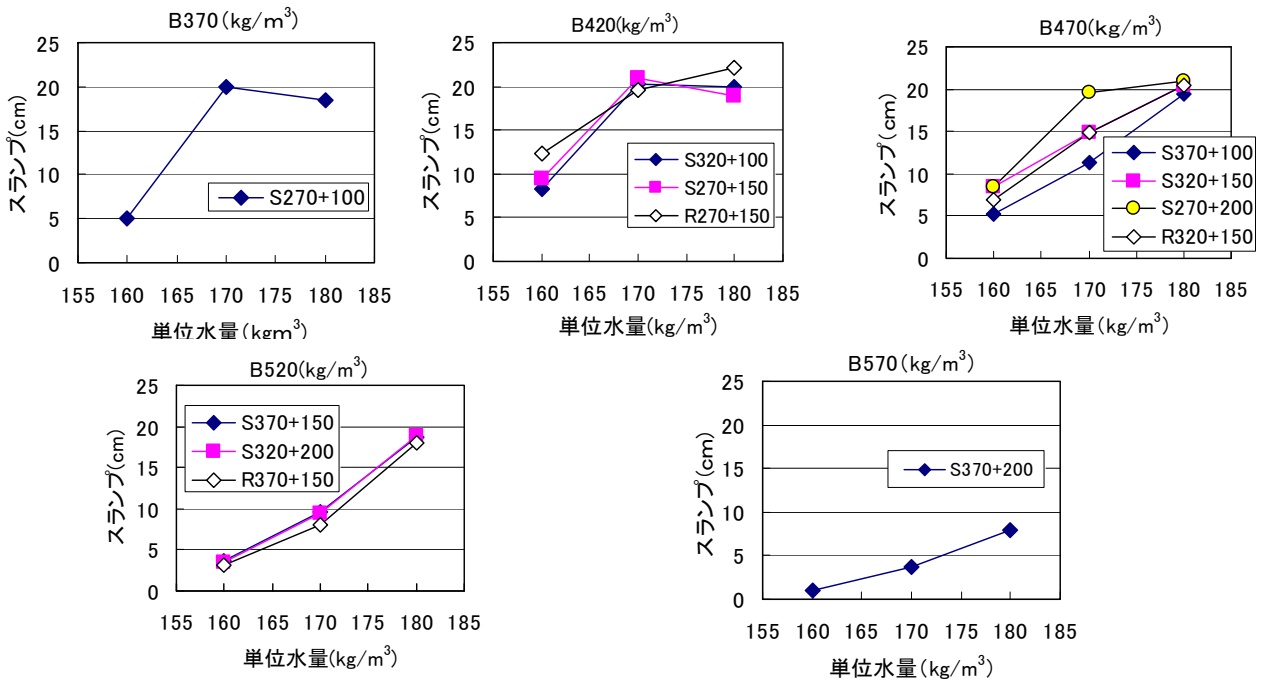 B370(kg/m³)
25
20
15
10
5
0
スランプ(cm)
S270+100
155 160 165 170 175 180 185
単位水量(kgm³)
B420(kg/m³)
25
20
15
10
5
0
スランプ(cm)
S320+100
S270+150
R270+150
155 160 165 170 175 180 185
単位水量(kg/m³)
B470(kg/m³)
25
20
15
10
5
0
スランプ(cm)
S370+100
S320+150
S270+200
R320+150
155 160 165 170 175 180 185
単位水量(kg/m³)
B520(kg/m³)
25
20
15
10
5
0
スランプ(cm)
S370+150
S320+200
R370+150
155 160 165 170 175 180 185
単位水量(kg/m³)
B570(kg/m³)
25
20
15
10
5
0
スランプ(cm)
S370+200
155 160 165 170 175 180 185
単位水量(kg/m³)